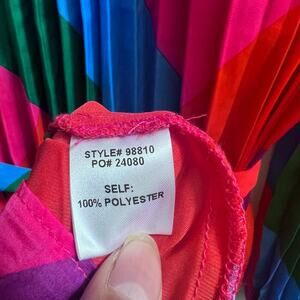 STYLE# 98810
PO# 24080
SELF:
100% POLYESTER